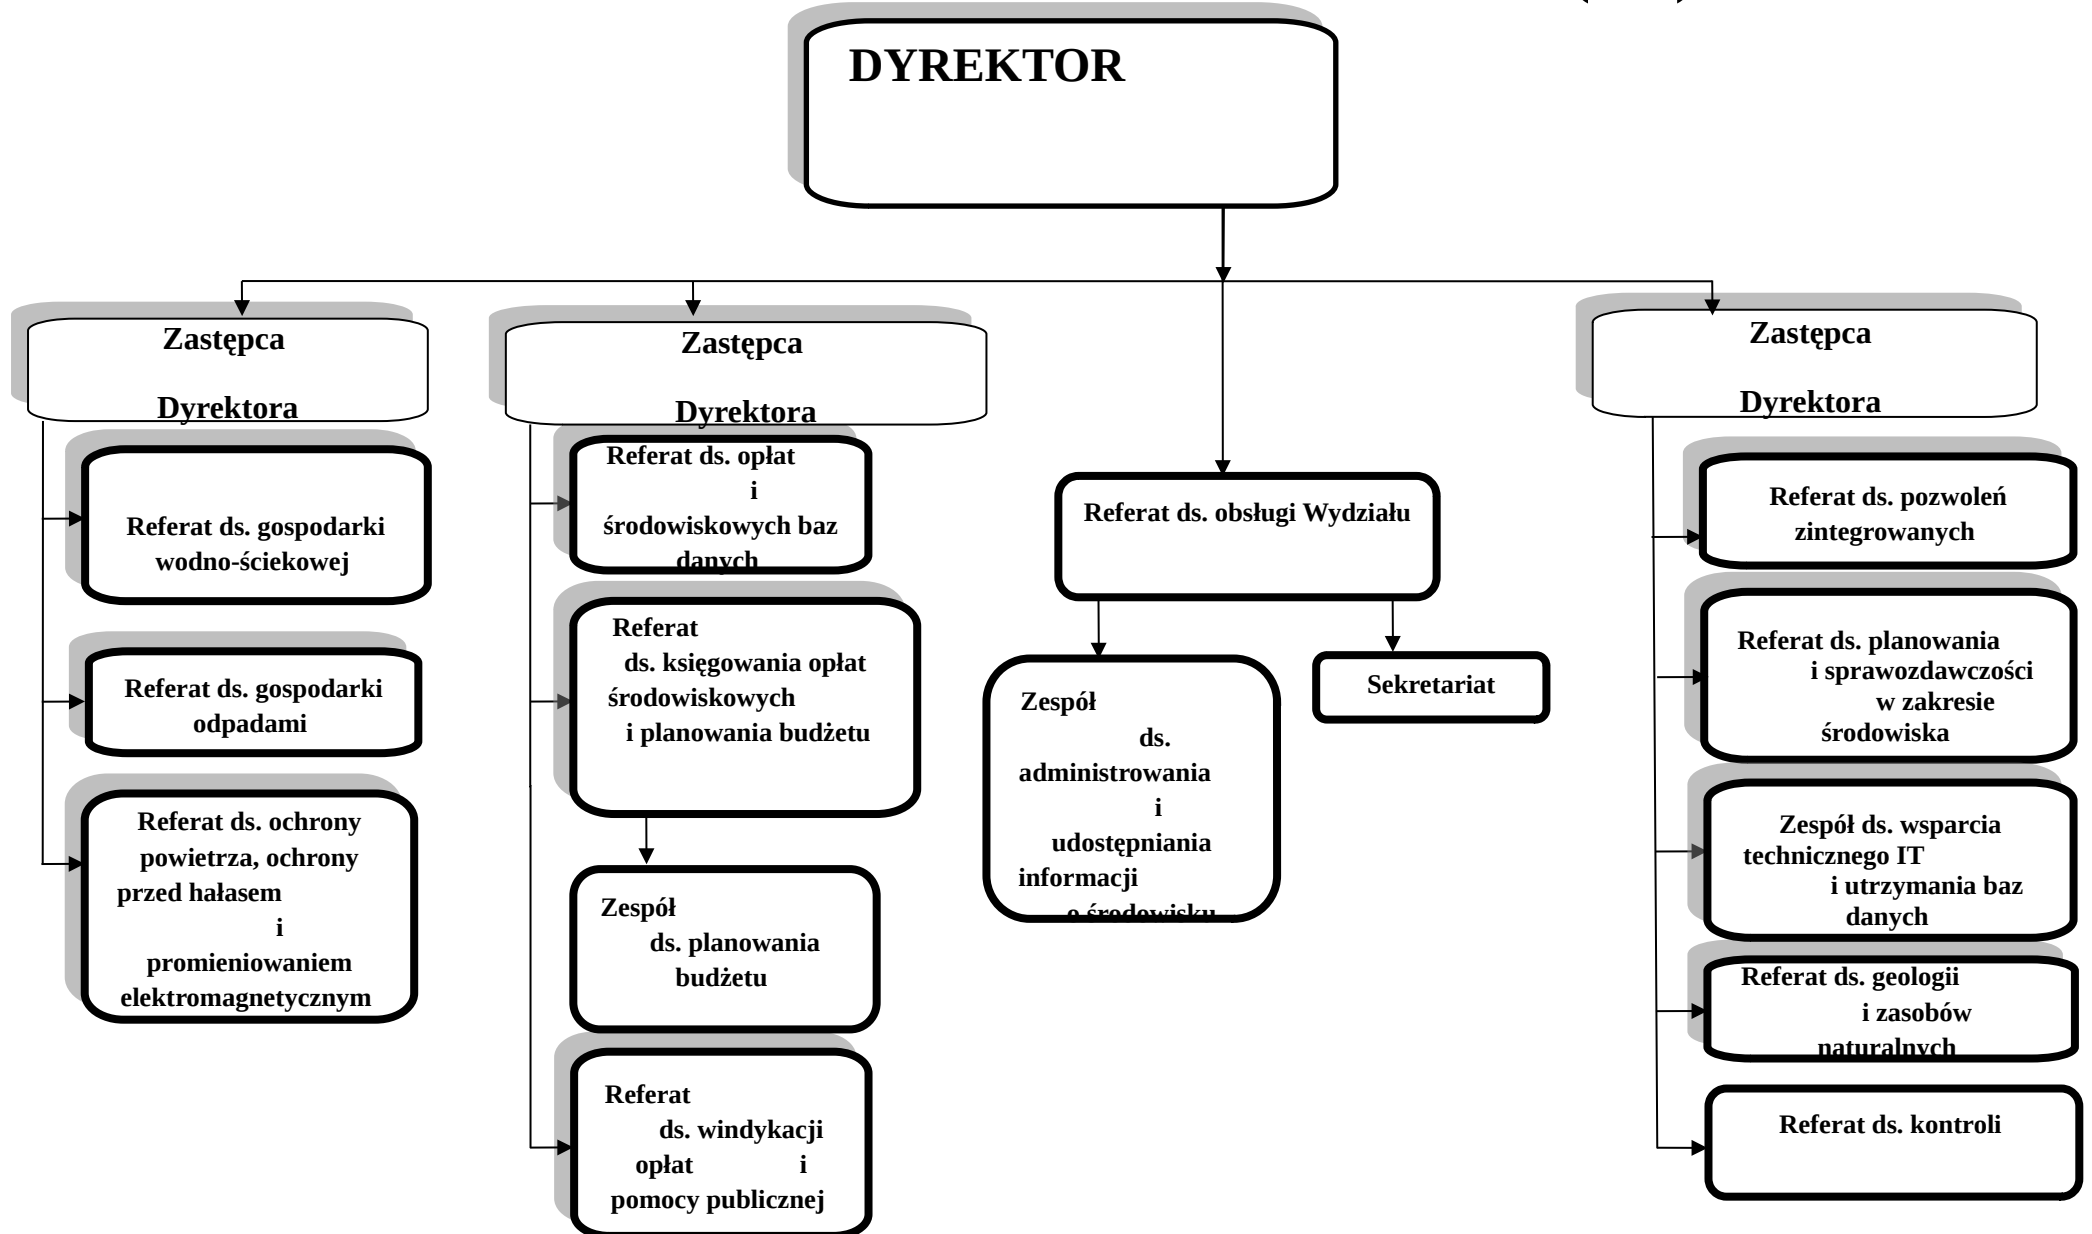 DYREKTOR
Zastępca
Dyrektora
Referat ds. gospodarki
wodno-ściekowej
Referat ds. gospodarki
odpadami
Referat ds. ochrony
powietrza, ochrony
przed hałasem
i
promieniowaniem
elektromagnetycznym
Zastępca
Dyrektora
Referat ds. opłat
i
środowiskowych baz
danych
Referat
ds. księgowania opłat
środowiskowych
i planowania budżetu
Zespół
ds. planowania
budżetu
Referat
ds. windykacji
opłat i
pomocy publicznej
Referat ds. obsługi Wydziału
Zespół
ds.
administrowania
i
udostępniania
informacji
o środowisku
Sekretariat
Zastępca
Dyrektora
Referat ds. pozwoleń
zintegrowanych
Referat ds. planowania
i sprawozdawczości
w zakresie
środowiska
Zespół ds. wsparcia
technicznego IT
i utrzymania baz
danych
Referat ds. geologii
i zasobów
naturalnych
Referat ds. kontroli